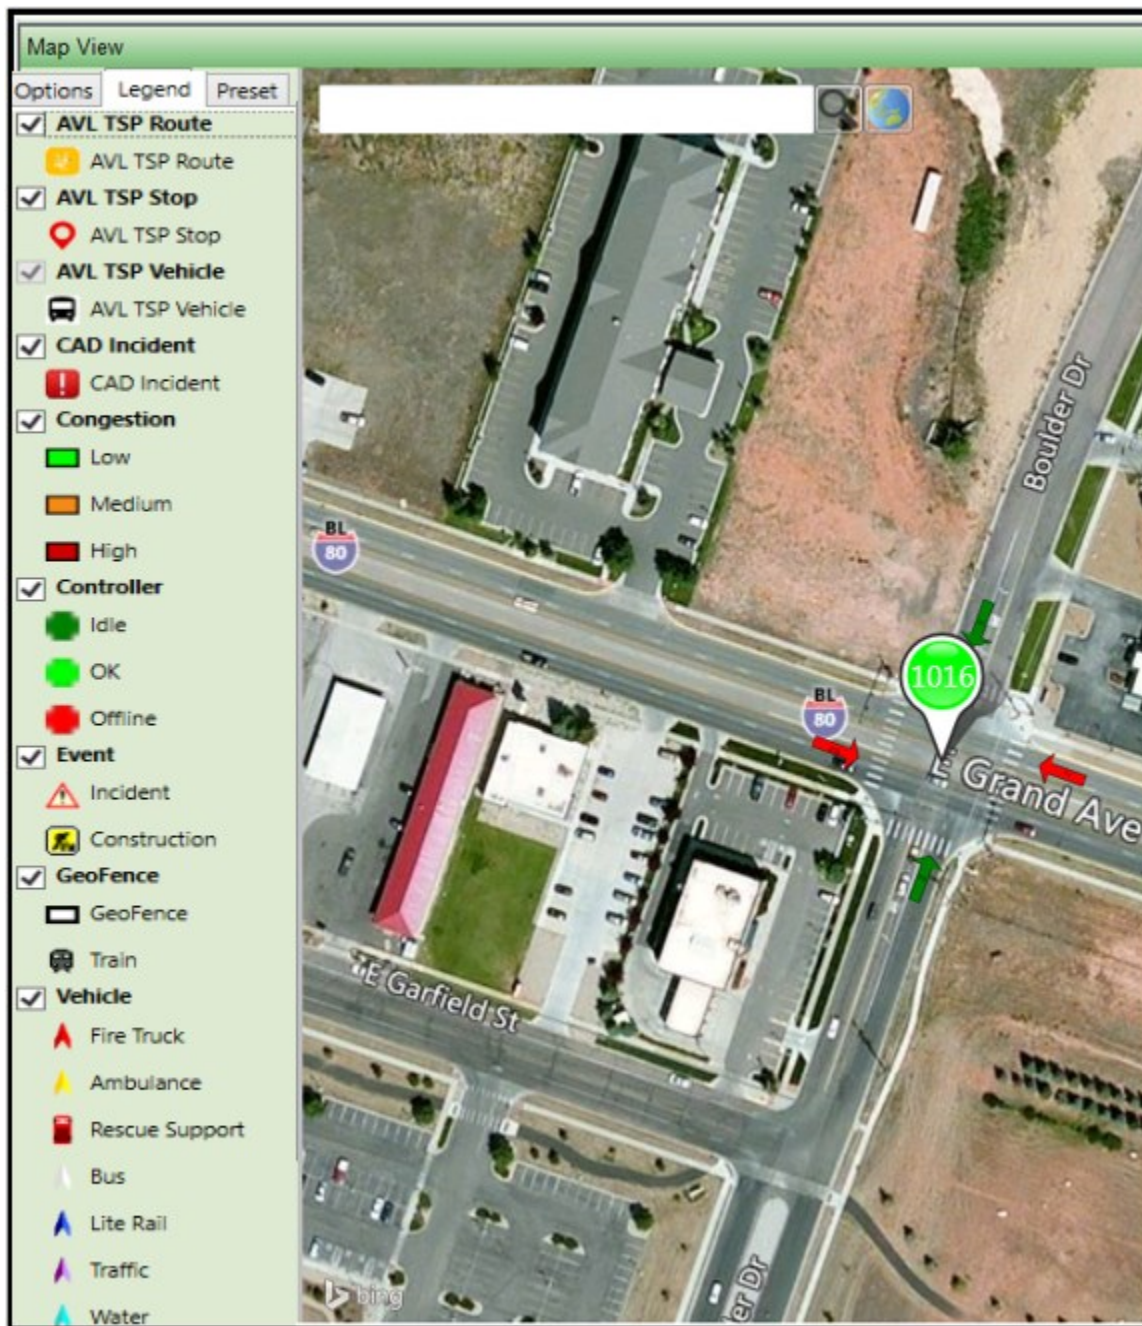 Map View
Options Legend Preset
AVL TSP Route
AVL TSP Route
AVL TSP Stop
AVL TSP Stop
AVL TSP Vehicle
AVL TSP Vehicle
CAD Incident
CAD Incident
Congestion
Low
Medium
High
Controller
Idle
OK
Offline
Event
Incident
Construction
GeoFence
GeoFence
Train
Vehicle
Fire Truck
Ambulance
Rescue Support
Bus
Lite Rail
Traffic
Water
Boulder Dr
BL
80
1016
BL
80
E Grand Ave
E Garfield St
der Dr
bing